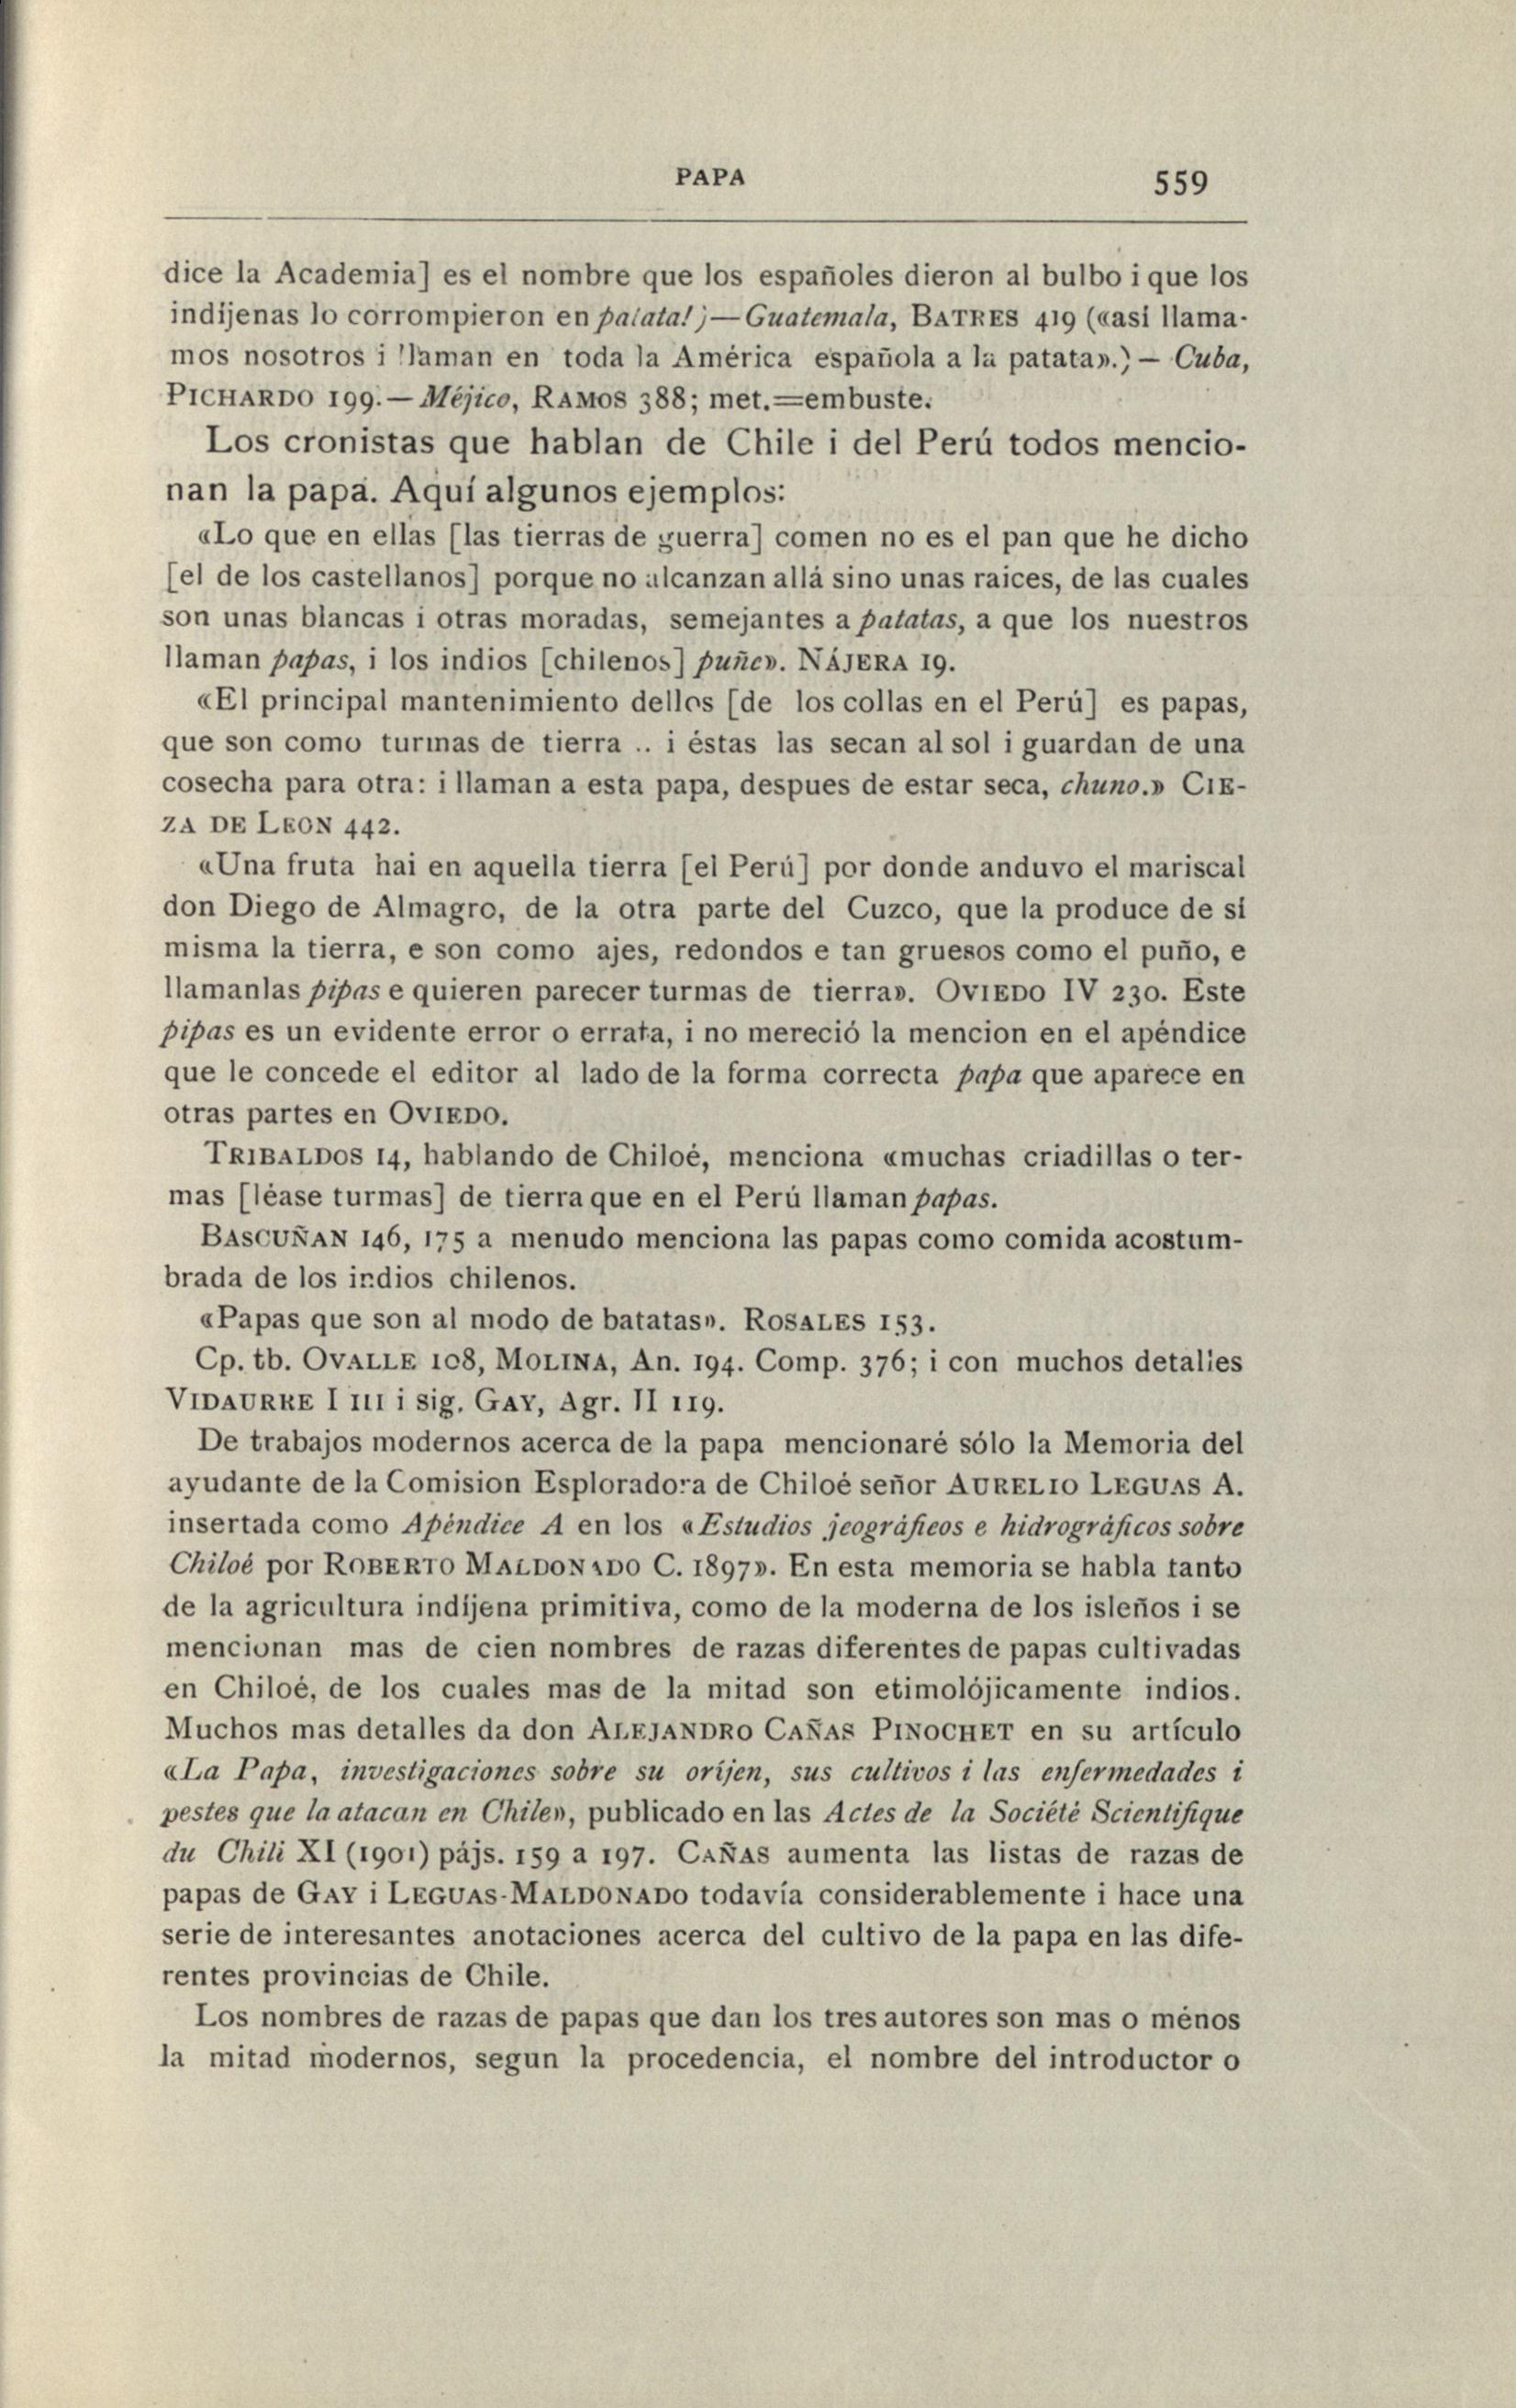 PAPA 559
dice la Academia] es el nombre que los españoles dieron al bulbo i que los
indíjenas lo corrompieron en patata!)—Guatemala, BATRES 419 («asi llama-
mos nosotros i llaman en toda la América española a la patata».) — Cuba,
PICHARDO 199.—Méjico, RAMOS 388; met.=embuste.
Los cronistas que hablan de Chile i del Perú todos mencio-
nan la papa. Aquí algunos ejemplos:
«Lo que en ellas [las tierras de guerra] comen no es el pan que he dicho
[el de los castellanos] porque no alcanzan allá sino unas raices, de las cuales
son unas blancas i otras moradas, semejantes a patatas, a que los nuestros
llaman papas, i los indios [chilenos] puñe». NÁJERA 19.
«El principal mantenimiento dellos [de los collas en el Perú] es papas,
que son como turmas de tierra .. i éstas las secan al sol i guardan de una
cosecha para otra: i llaman a esta papa, despues de estar seca, chuno.» CIE-
ZA DE LEON 442.
«Una fruta hai en aquella tierra [el Perú] por donde anduvo el mariscal
don Diego de Almagro, de la otra parte del Cuzco, que la produce de sí
misma la tierra, e son como ajes, redondos e tan gruesos como el puño, e
llamanlas pipas e quieren parecer turmas de tierra». OVIEDO IV 230. Este
pipas es un evidente error o errata, i no mereció la mencion en el apéndice
que le concede el editor al lado de la forma correcta papa que aparece en
otras partes en OVIEDO.
TRIBALDOS 14, hablando de Chiloé, menciona «muchas criadillas o ter-
mas [léase turmas] de tierra que en el Perú llaman papas.
BASCUÑAN 146, 175 a menudo menciona las papas como comida acostum-
brada de los indios chilenos.
«Papas que son al modo de batatas». ROSALES 153.
Cp. tb. OVALLE 108, MOLINA, An. 194. Comp. 376; i con muchos detalles
VIDAURRE I 111 i sig. GAY, Agr. II 119.
De trabajos modernos acerca de la papa mencionaré sólo la Memoria del
ayudante de la Comision Esploradora de Chiloé señor AURELIO LEGUAS A.
insertada como Apéndice A en los «Estudios jeográficos e hidrográficos sobre
Chiloé por ROBERTO MALDONADO C. 1897». En esta memoria se habla tanto
de la agricultura indíjena primitiva, como de la moderna de los isleños i se
mencionan mas de cien nombres de razas diferentes de papas cultivadas
en Chiloé, de los cuales mas de la mitad son etimolójicamente indios.
Muchos mas detalles da don ALEJANDRO CAÑAS PINOCHET en su artículo
«La Papa, investigaciones sobre su oríjen, sus cultivos i las enfermedades i
pestes que la atacan en Chile», publicado en las Actes de la Société Scientifique
du Chili XI (1901) pájs. 159 a 197. CAÑAS aumenta las listas de razas de
papas de GAY i LEGUAS-MALDONADO todavía considerablemente i hace una
serie de interesantes anotaciones acerca del cultivo de la papa en las dife-
rentes provincias de Chile.
Los nombres de razas de papas que dan los tres autores son mas o ménos
la mitad modernos, segun la procedencia, el nombre del introductor o